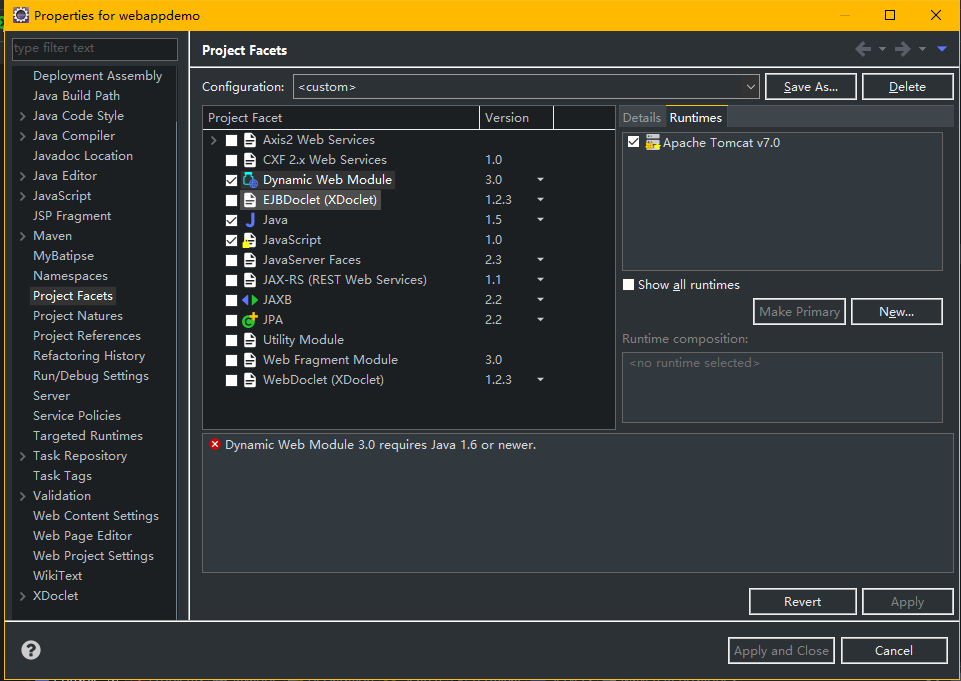 Properties for webappdemo
type filter text
Deployment Assembly
Java Build Path
Java Code Style
Java Compiler
Javadoc Location
Java Editor
JavaScript
JSP Fragment
Maven
MyBatipse
Namespaces
Project Facets
Project Natures
Project References
Refactoring History
Run/Debug Settings
Server
Service Policies
Targeted Runtimes
Task Repository
Task Tags
Validation
Web Content Settings
Web Page Editor
Web Project Settings
WikiText
XDoclet
Project Facets
Configuration: <custom> Save As... Delete
Project Facet Version
Axis2 Web Services
CXF 2.x Web Services 1.0
Dynamic Web Module 3.0
EJBDoclet (XDoclet) 1.2.3
Java 1.5
JavaScript 1.0
JavaServer Faces 2.3
JAX-RS (REST Web Services) 1.1
JAXB 2.2
JPA 2.2
Utility Module
Web Fragment Module 3.0
WebDoclet (XDoclet) 1.2.3
Details Runtimes
Apache Tomcat v7.0
Show all runtimes
Make Primary New...
Runtime composition:
<no runtime selected>
Dynamic Web Module 3.0 requires Java 1.6 or newer.
Revert Apply
Apply and Close Cancel